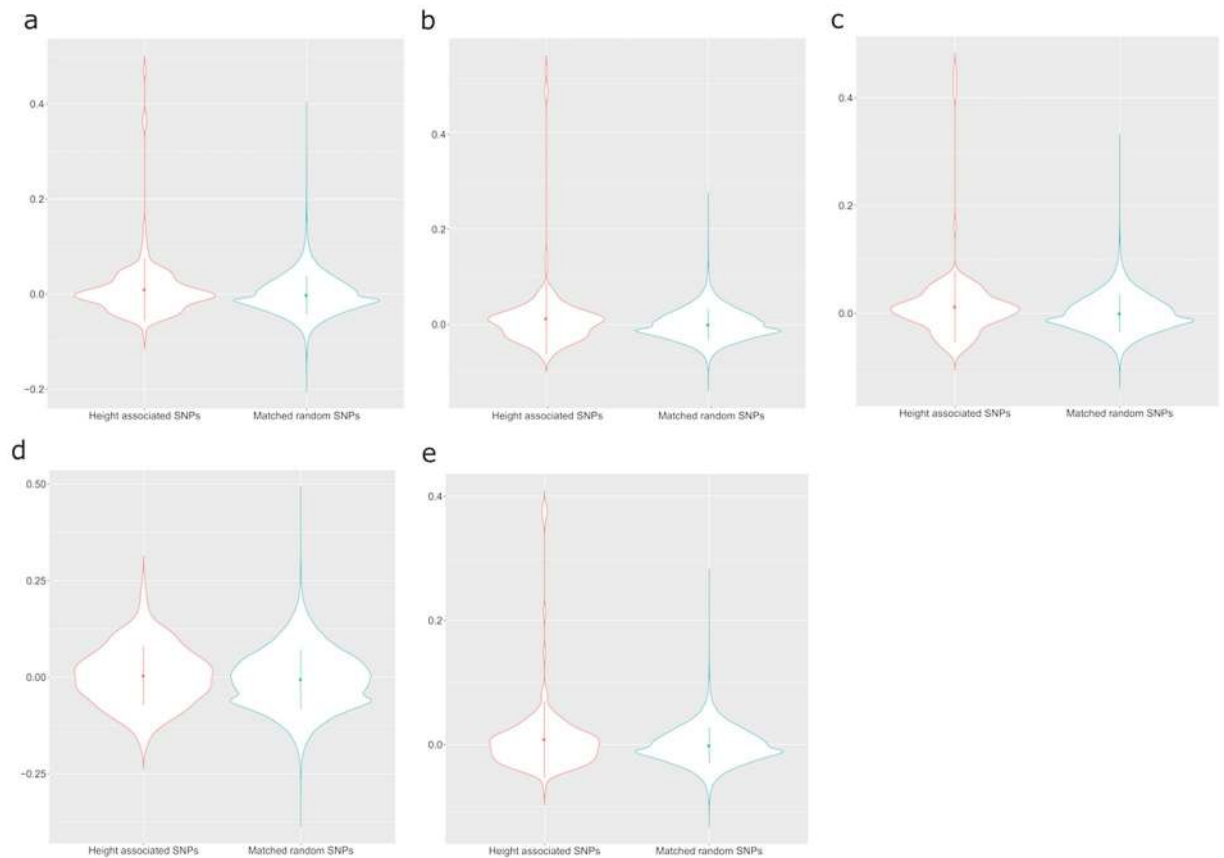 a
b
c
0.4
0.2
0.0
−0.2
Height associated SNPs
Matched random SNPs
0.4
0.2
0.0
Height associated SNPs
Matched random SNPs
0.4
0.2
0.0
Height associated SNPs
Matched random SNPs
d
e
0.50
0.25
0.00
−0.25
Height associated SNPs
Matched random SNPs
0.4
0.2
0.0
Height associated SNPs
Matched random SNPs